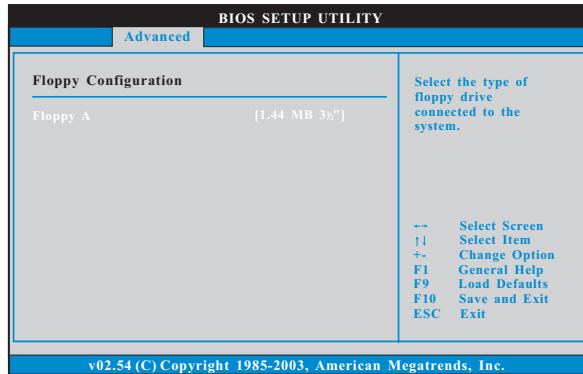 BIOS SETUP UTILITY
Advanced
Floppy Configuration
Floppy A [1.44 MB 3½"]
Select the type of
floppy drive
connected to the
system.
←→ Select Screen
↑↓ Select Item
+- Change Option
F1 General Help
F9 Load Defaults
F10 Save and Exit
ESC Exit
v02.54 (C) Copyright 1985-2003, American Megatrends, Inc.